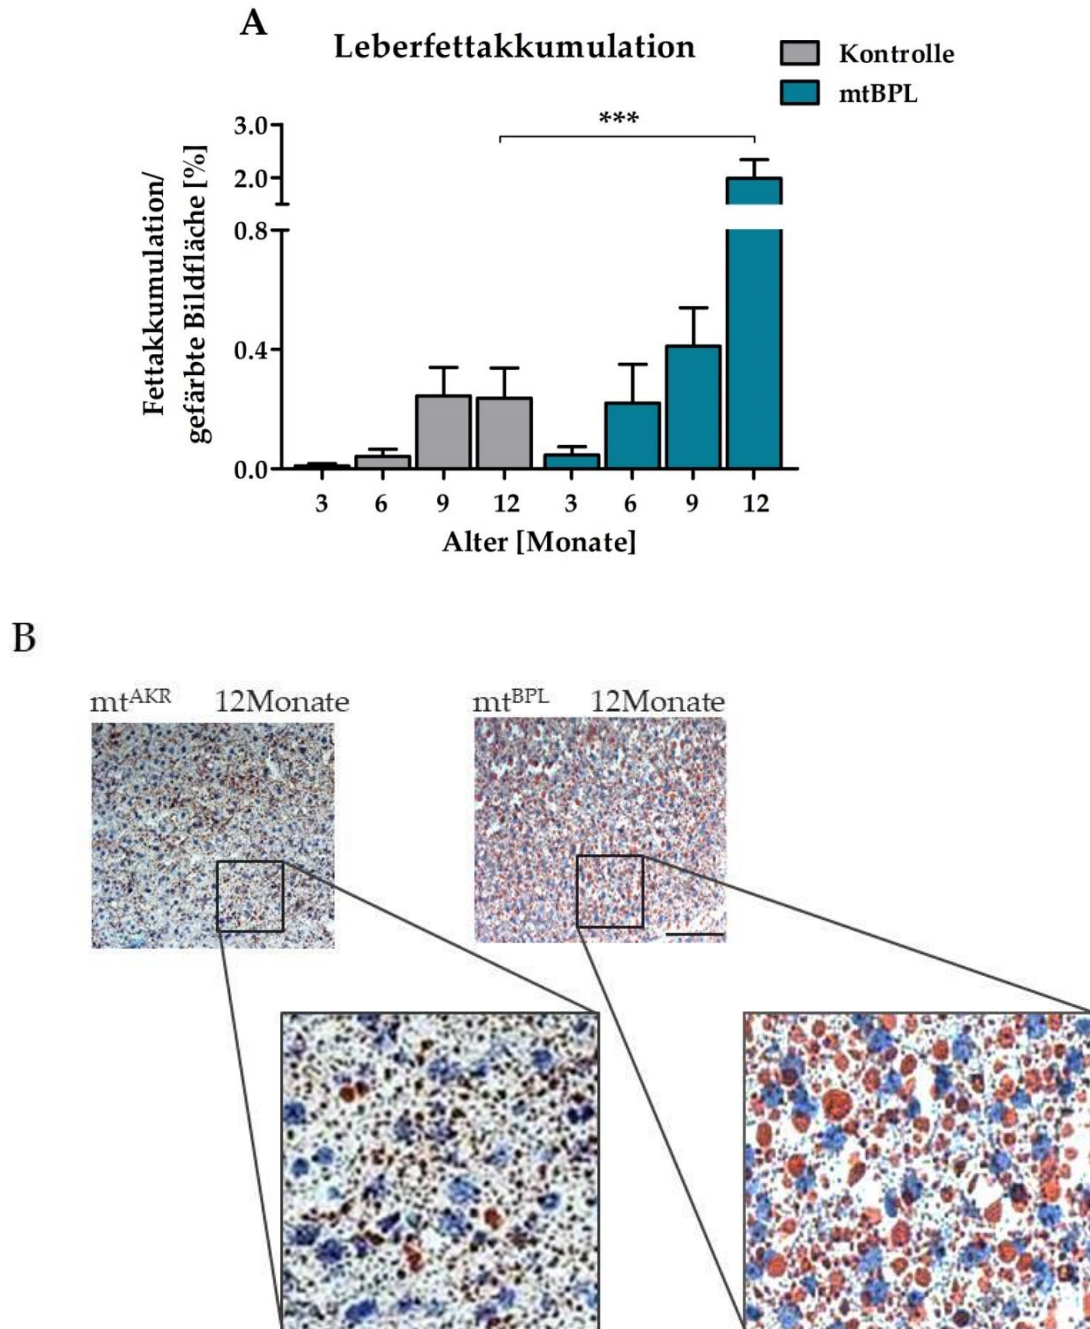 A
Leberfettakkumulation
Kontrolle
mtBPL
***
3.0
2.0
0.8
0.4
0.0
Fettakkumulation/
gefärbte Bildfläche [%]
3 6 9 12 3 6 9 12
Alter [Monate]
B
mtAKR 12Monate
mtBPL 12Monate